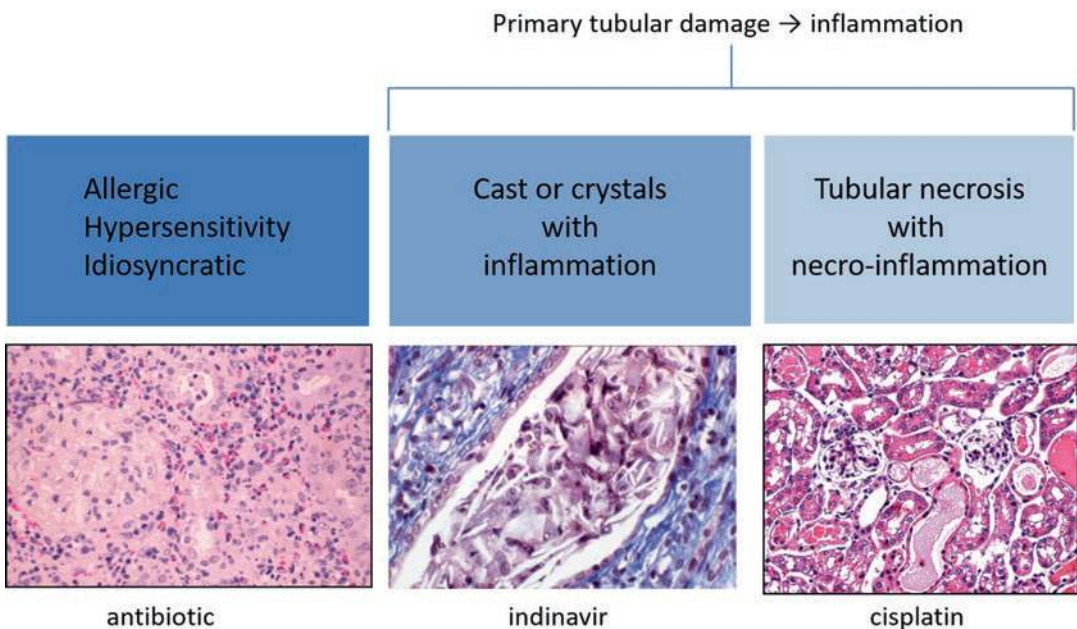 Primary tubular damage → inflammation
Allergic
Hypersensitivity
Idiosyncratic
Cast or crystals
with
inflammation
Tubular necrosis
with
necro-inflammation
antibiotic
indinavir
cisplatin